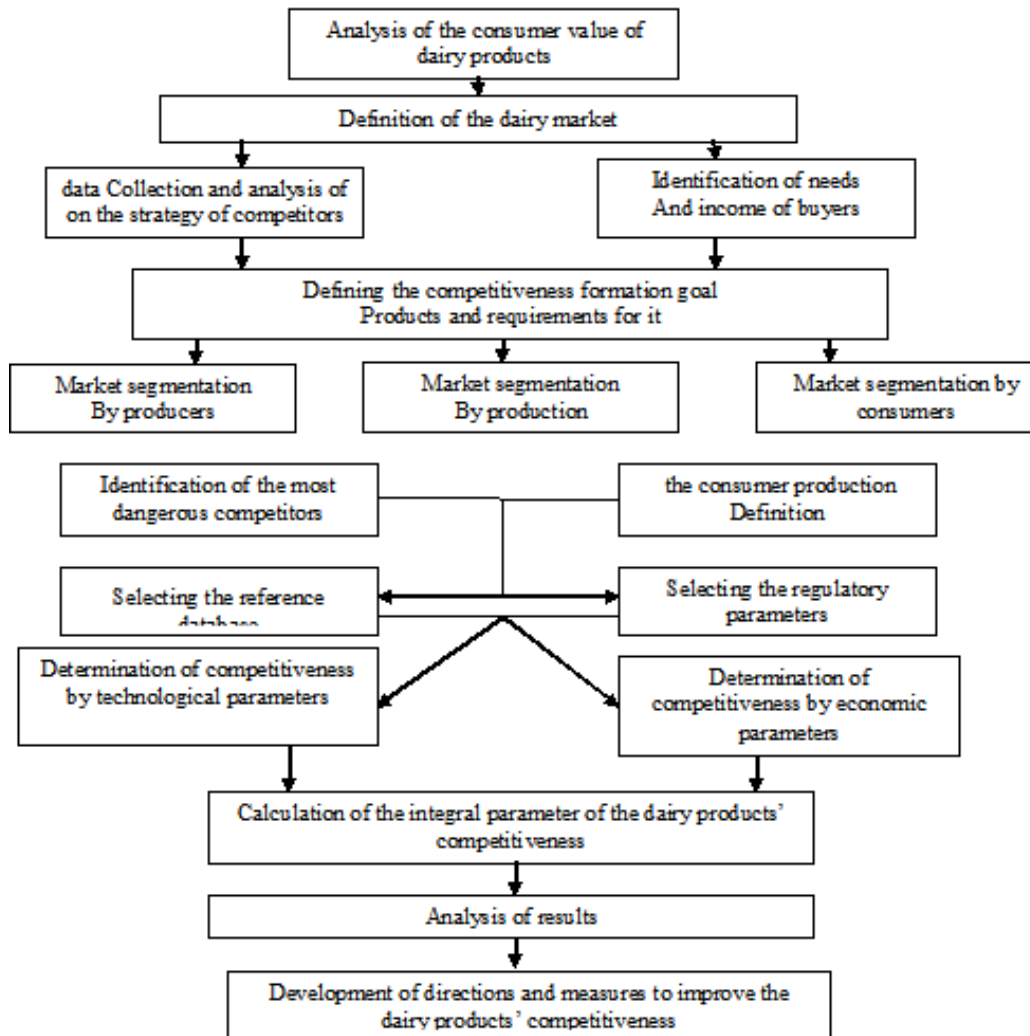 Analysis of the consumer value of
dairy products
Definition of the dairy market
data Collection and analysis of
on the strategy of competitors
Identification of needs
And income of buyers
Defining the competitiveness formation goal
Products and requirements for it
Market segmentation
By producers
Market segmentation
By production
Market segmentation by
consumers
Identification of the most
dangerous competitors
the consumer production
Definition
Selecting the reference
database
Selecting the regulatory
parameters
Determination of competitiveness
by technological parameters
Determination of
competitiveness by economic
parameters
Calculation of the integral parameter of the dairy products’
competitiveness
Analysis of results
Development of directions and measures to improve the
dairy products’ competitiveness